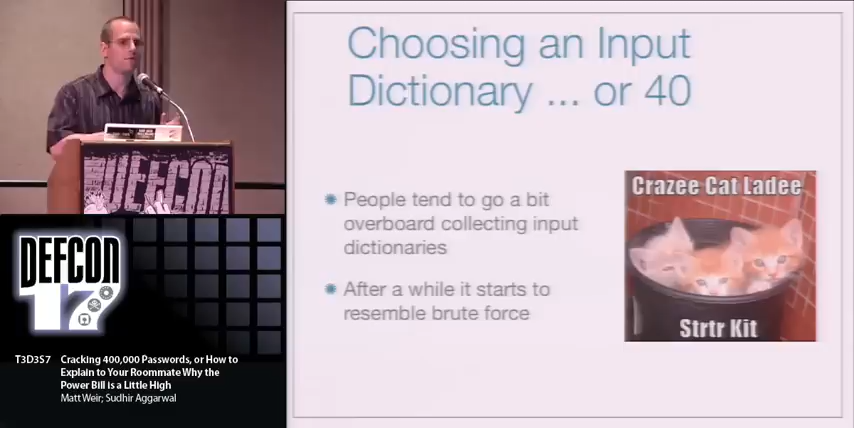 DEFCON
DEFCON
17
T3D3S7 Cracking 400,000 Passwords, or How to
Explain to Your Roommate Why the
Power Bill is a Little High
Matt Weir; Sudhir Aggarwal
Choosing an Input
Dictionary ... or 40
People tend to go a bit
overboard collecting input
dictionaries
After a while it starts to
resemble brute force
Crazee Cat Ladee
Strtr Kit